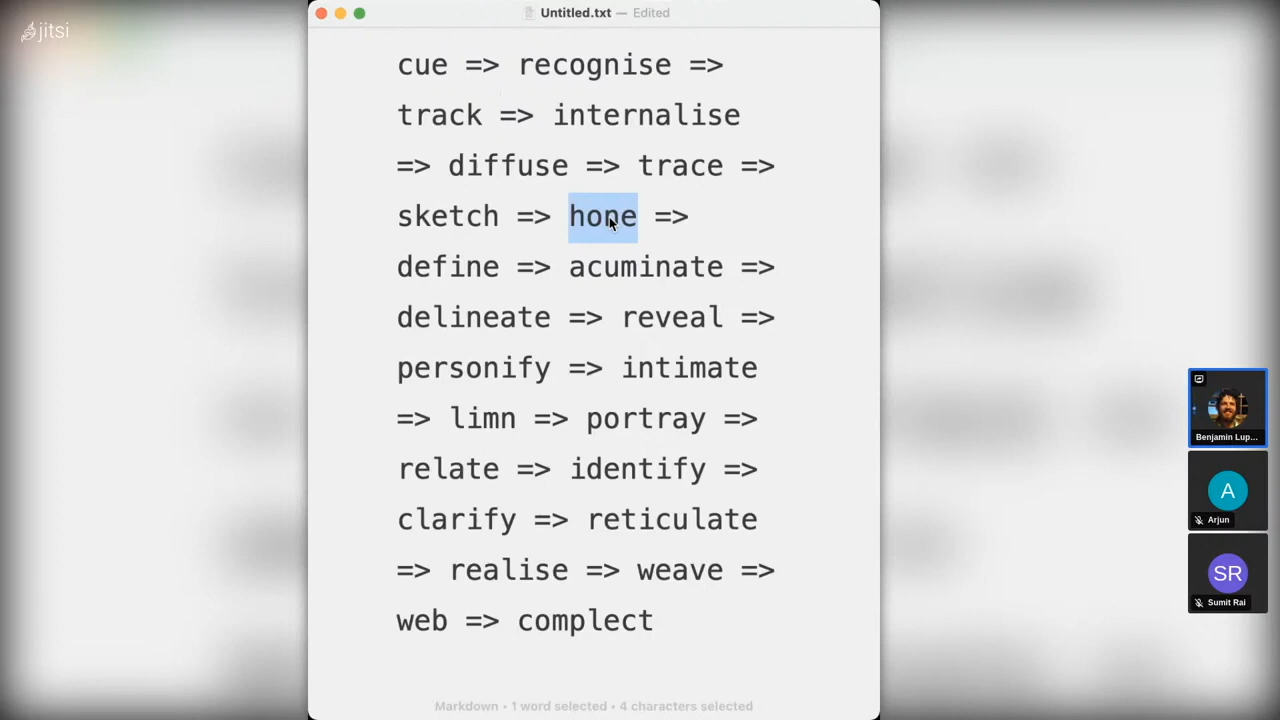 jitsi
Untitled.txt — Edited
cue => recognise =>
track => internalise
=> diffuse => trace =>
sketch => hone =>
define => acuminate =>
delineate => reveal =>
personify => intimate
=> limn => portray =>
relate => identify =>
clarify => reticulate
=> realise => weave =>
web => complect
Markdown • 1 word selected • 4 characters selected
Benjamin Lup...
A
Arjun
SR
Sumit Rai